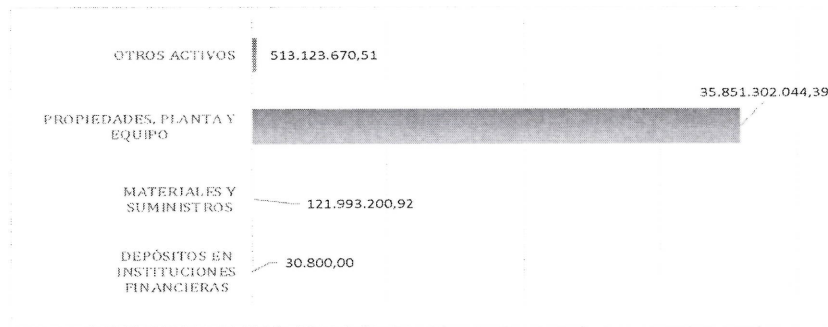 OTROS ACTIVOS
513.123.670,51
35.851.302.044,39
PROPIEDADES, PLANTA Y
EQUIPO
MATERIALES Y
SUMINISTROS
121.993.200,92
DEPÓSITOS EN
INSTITUCIONES
FINANCIERAS
30.800,00